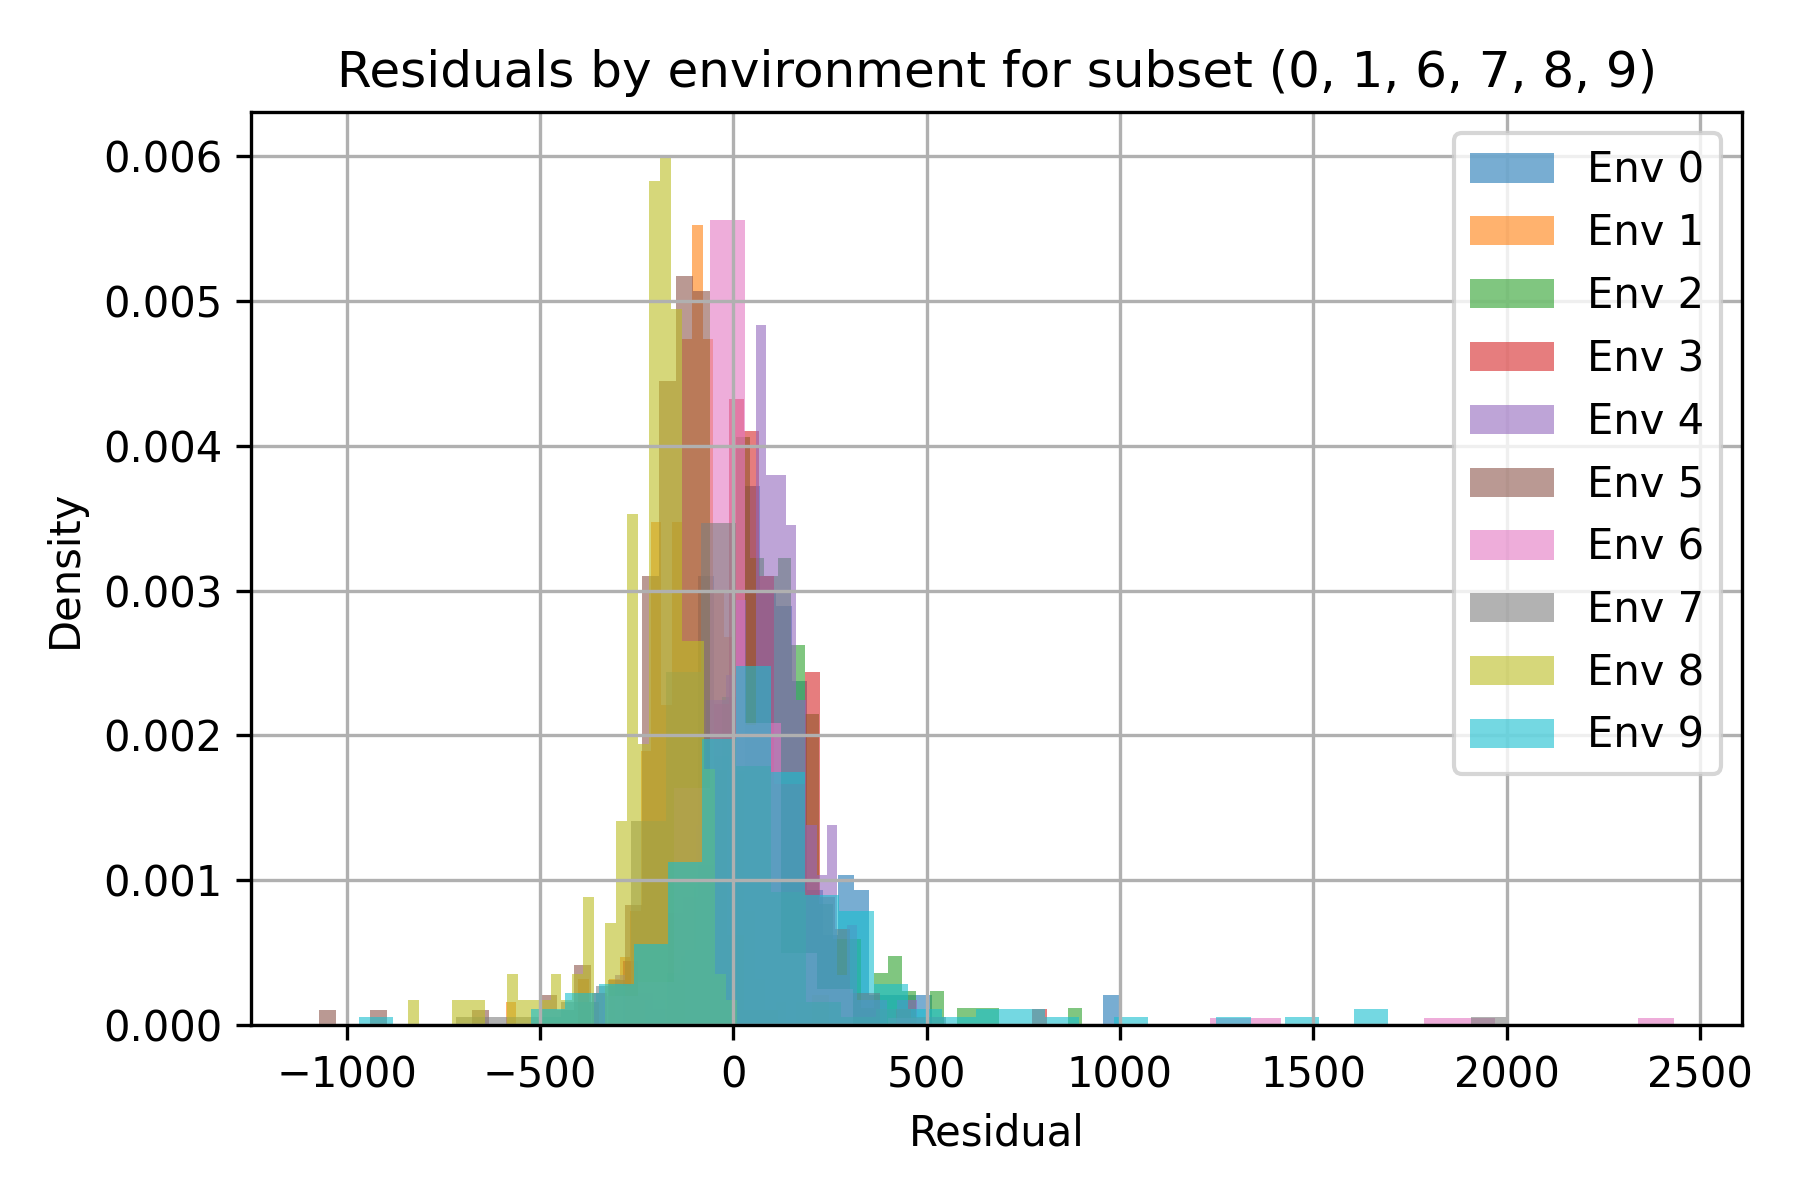 Residuals by environment for subset (0, 1, 6, 7, 8, 9)
0.006
0.005
0.004
0.003
0.002
0.001
0.000
Density
−1000
−500
0
500
1000
1500
2000
2500
Residual
Env 0
Env 1
Env 2
Env 3
Env 4
Env 5
Env 6
Env 7
Env 8
Env 9